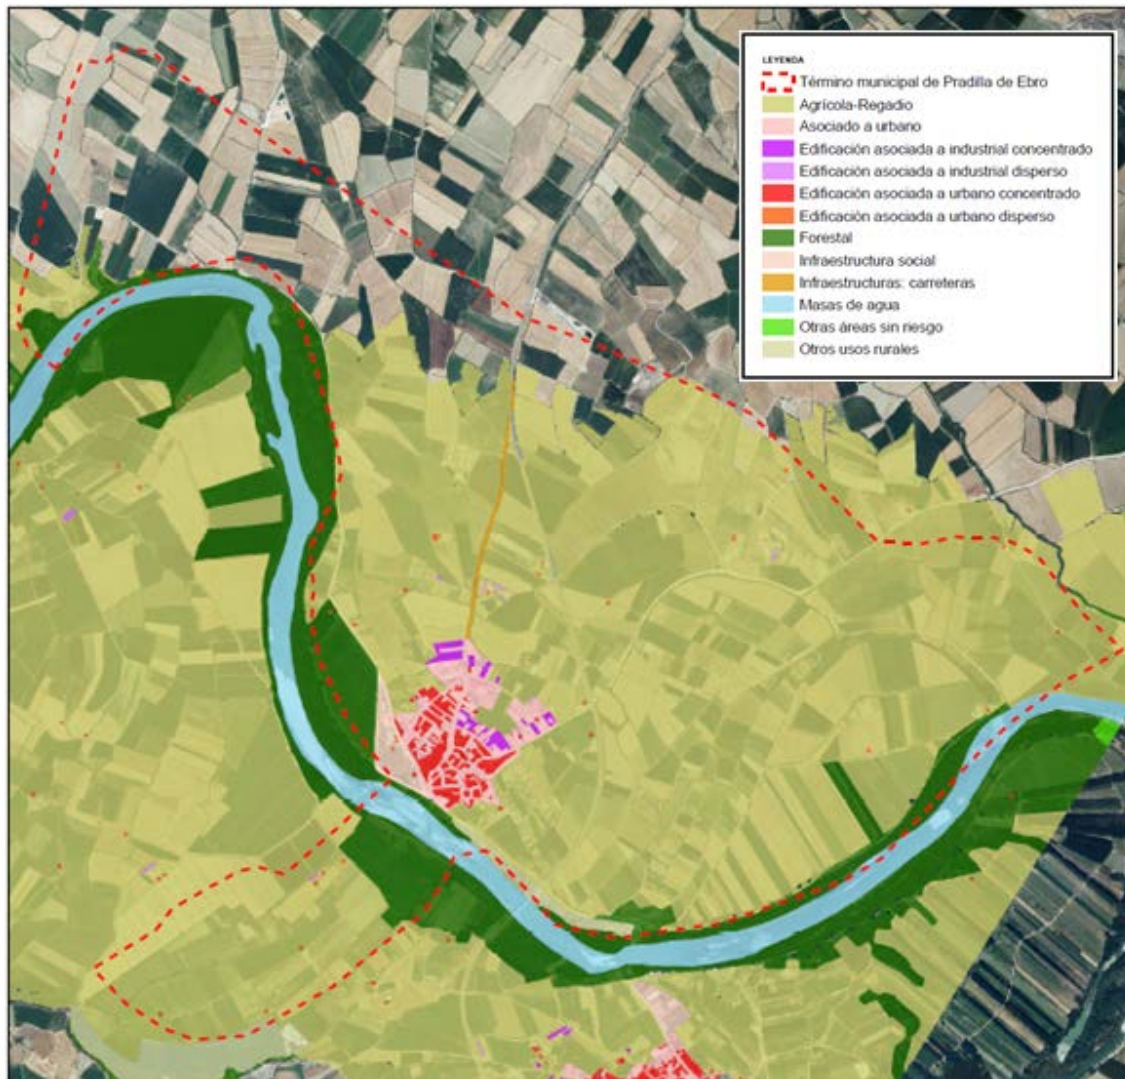 LEYENDA
Término municipal de Pradilla de Ebro
Agrícola-Regadio
Asociado a urbano
Edificación asociada a industrial concentrado
Edificación asociada a industrial disperso
Edificación asociada a urbano concentrado
Edificación asociada a urbano disperso
Forestal
Infraestructura social
Infraestructuras: carreteras
Masas de agua
Otras áreas sin riesgo
Otros usos rurales